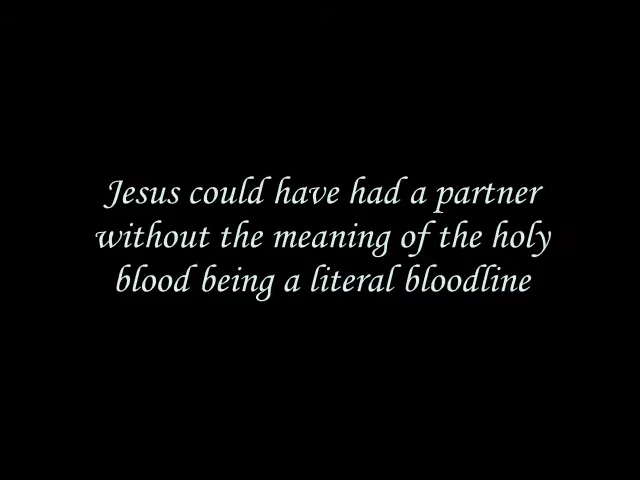 Jesus could have had a partner
without the meaning of the holy
blood being a literal bloodline